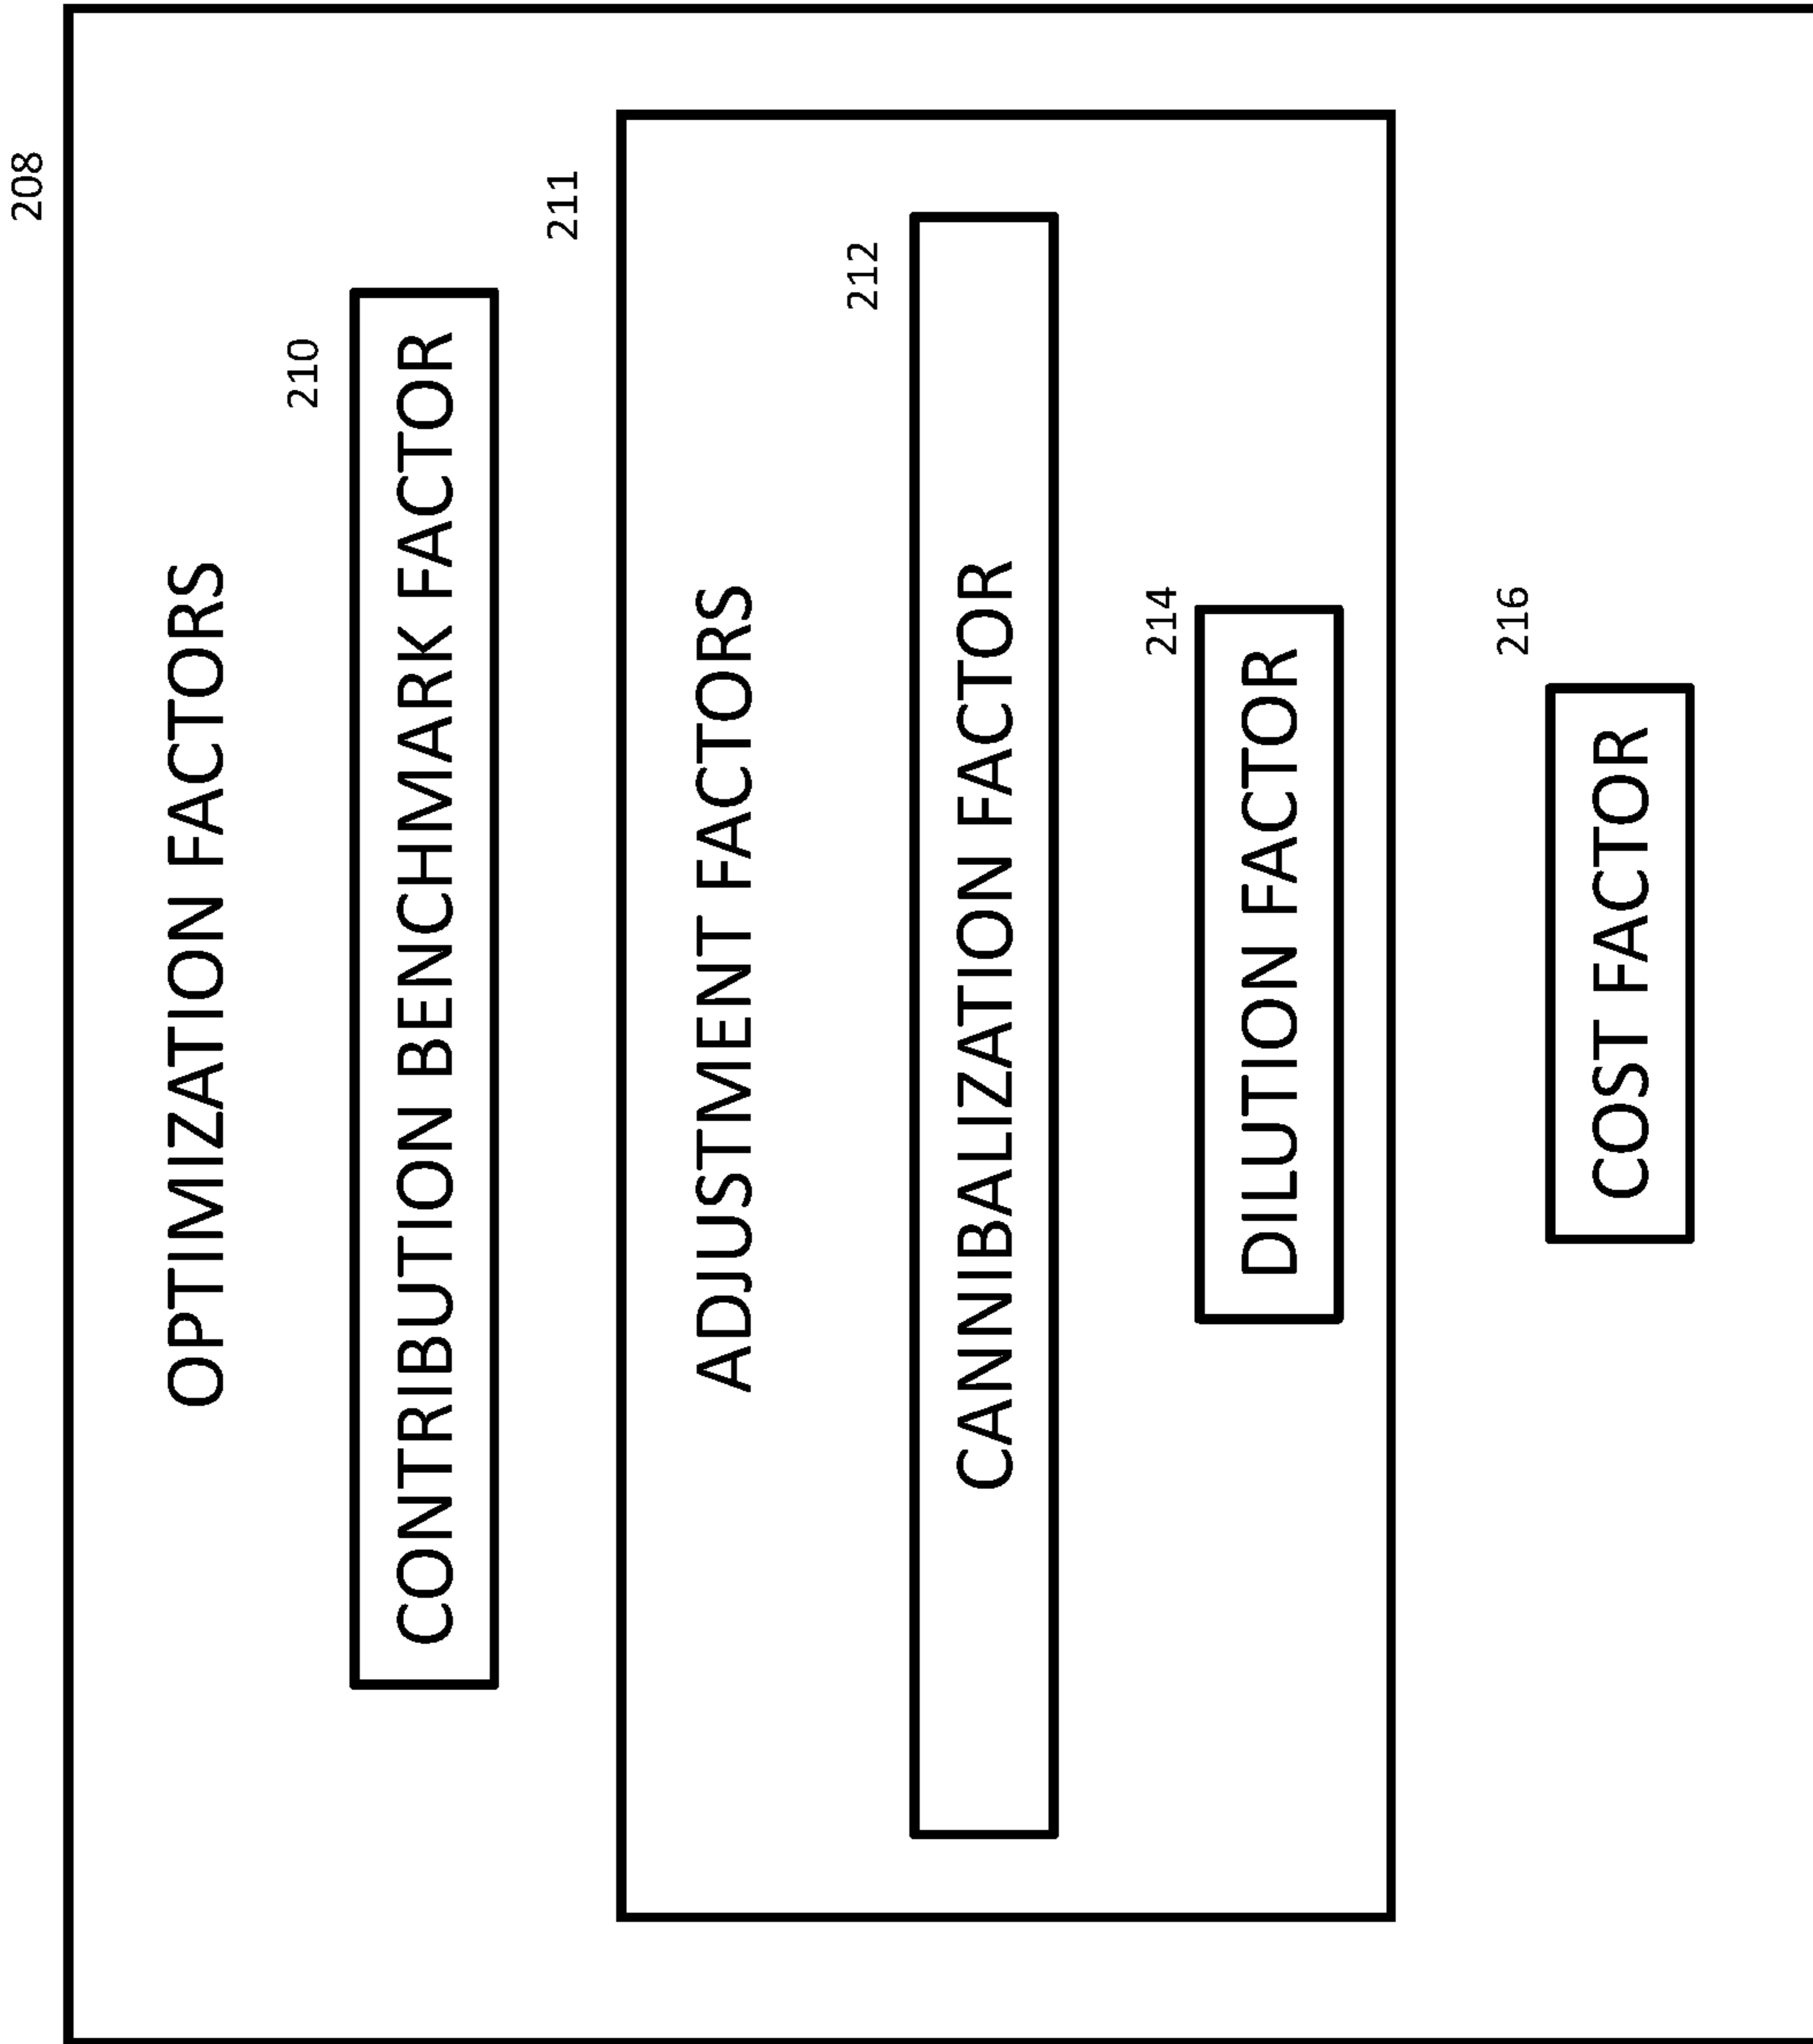 208
OPTIMIZATION FACTORS
210
CONTRIBUTION BENCHMARK FACTOR
211
ADJUSTMENT FACTORS
212
CANNIBALIZATION FACTOR
214
DILUTION FACTOR
216
COST FACTOR